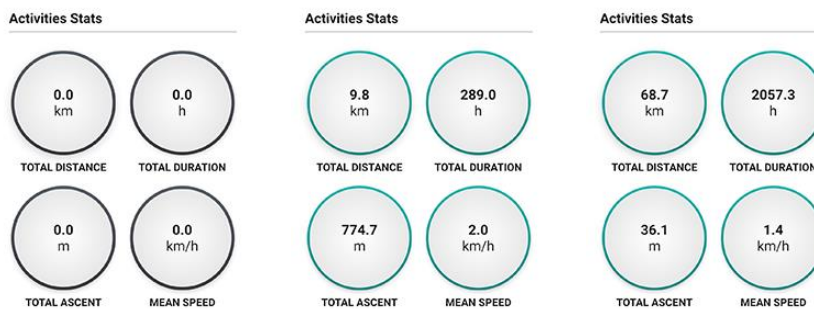 Activities Stats
0.0
km
0.0
h
TOTAL DISTANCE
TOTAL DURATION
0.0
m
0.0
km/h
TOTAL ASCENT
MEAN SPEED
Activities Stats
9.8
km
289.0
h
TOTAL DISTANCE
TOTAL DURATION
774.7
m
2.0
km/h
TOTAL ASCENT
MEAN SPEED
Activities Stats
68.7
km
2057.3
h
TOTAL DISTANCE
TOTAL DURATION
36.1
m
1.4
km/h
TOTAL ASCENT
MEAN SPEED